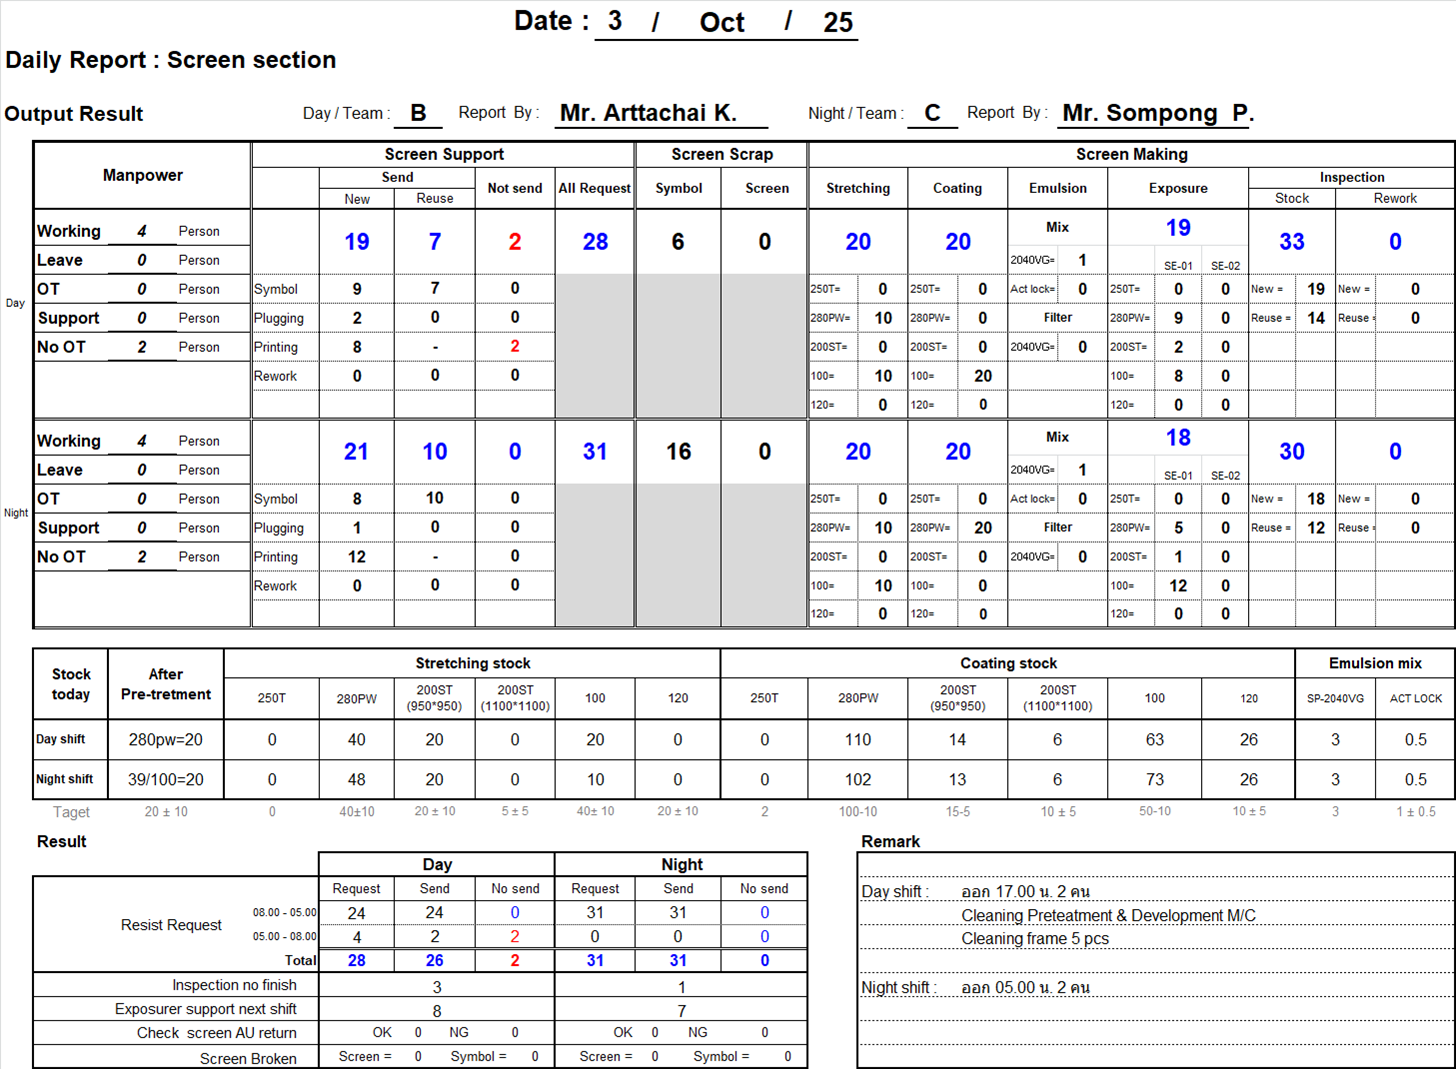 Date : 3 / Oct / 25
Daily Report : Screen section
Output Result Day / Team : B Report By : Mr. Arttachai K. Night / Team : C Report By : Mr. Sompong P.
Manpower Screen Support Screen Scrap Screen Making
Send Not send All Request Symbol Screen Stretching Coating Emulsion Exposure Inspection
New Reuse Stock Rework
Day
Working 4 Person 19 7 2 28 6 0 20 20 Mix 19 33 0
Leave 0 Person 2040VG= 1 SE-01 SE-02
OT 0 Person Symbol 9 7 0 250T= 0 250T= 0 Act lock= 0 250T= 0 0 New = 19 New = 0
Support 0 Person Plugging 2 0 0 280PW= 10 280PW= 0 Filter 280PW= 9 0 Reuse = 14 Reuse = 0
No OT 2 Person Printing 8 - 2 200ST= 0 200ST= 0 2040VG= 0 200ST= 2 0
Rework 0 0 0 100= 10 100= 20 100= 8 0
120= 0 120= 0 120= 0 0
Night
Working 4 Person 21 10 0 31 16 0 20 20 Mix 18 30 0
Leave 0 Person 2040VG= 1 SE-01 SE-02
OT 0 Person Symbol 8 10 0 250T= 0 250T= 0 Act lock= 0 250T= 0 0 New = 18 New = 0
Support 0 Person Plugging 1 0 0 280PW= 10 280PW= 20 Filter 280PW= 5 0 Reuse = 12 Reuse = 0
No OT 2 Person Printing 12 - 0 200ST= 0 200ST= 0 2040VG= 0 200ST= 1 0
Rework 0 0 0 100= 10 100= 0 100= 12 0
120= 0 120= 0 120= 0 0
Stock today After Pre-tretment Stretching stock Coating stock Emulsion mix
250T 280PW 200ST (950*950) 200ST (1100*1100) 100 120 250T 280PW 200ST (950*950) 200ST (1100*1100) 100 120 SP-2040VG ACT LOCK
Day shift 280pw=20 0 40 20 0 20 0 0 110 14 6 63 26 3 0.5
Night shift 39/100=20 0 48 20 0 10 0 0 102 13 6 73 26 3 0.5
Taget 20 ± 10 0 40±10 20 ± 10 5 ± 5 40± 10 20 ± 10 2 100-10 15-5 10 ± 5 50-10 10 ± 5 3 1 ± 0.5
Result
Day Night
Request Send No send Request Send No send
Resist Request
08.00 - 05.00 24 24 0 31 31 0
05.00 - 08.00 4 2 2 0 0 0
Total 28 26 2 31 31 0
Inspection no finish 3 1
Exposurer support next shift 8 7
Check screen AU return OK 0 NG 0 OK 0 NG 0
Screen Broken Screen = 0 Symbol = 0 Screen = 0 Symbol = 0
Remark
Day shift : ออก 17.00 น. 2 คน
Cleaning Preteatment & Development M/C
Cleaning frame 5 pcs
Night shift : ออก 05.00 น. 2 คน